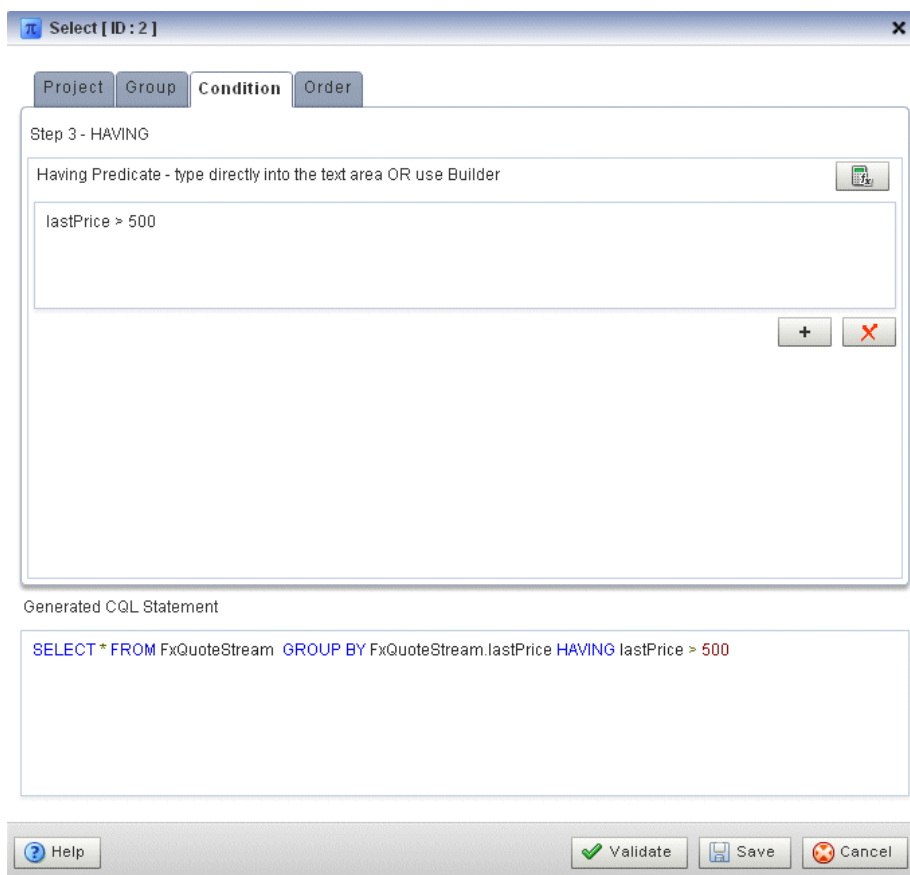 π Select [ ID : 2 ]
Project Group Condition Order
Step 3 - HAVING
Having Predicate - type directly into the text area OR use Builder
fx
lastPrice > 500
+
Generated CQL Statement
SELECT * FROM FxQuoteStream GROUP BY FxQuoteStream.lastPrice HAVING lastPrice > 500
? Help Validate Save Cancel